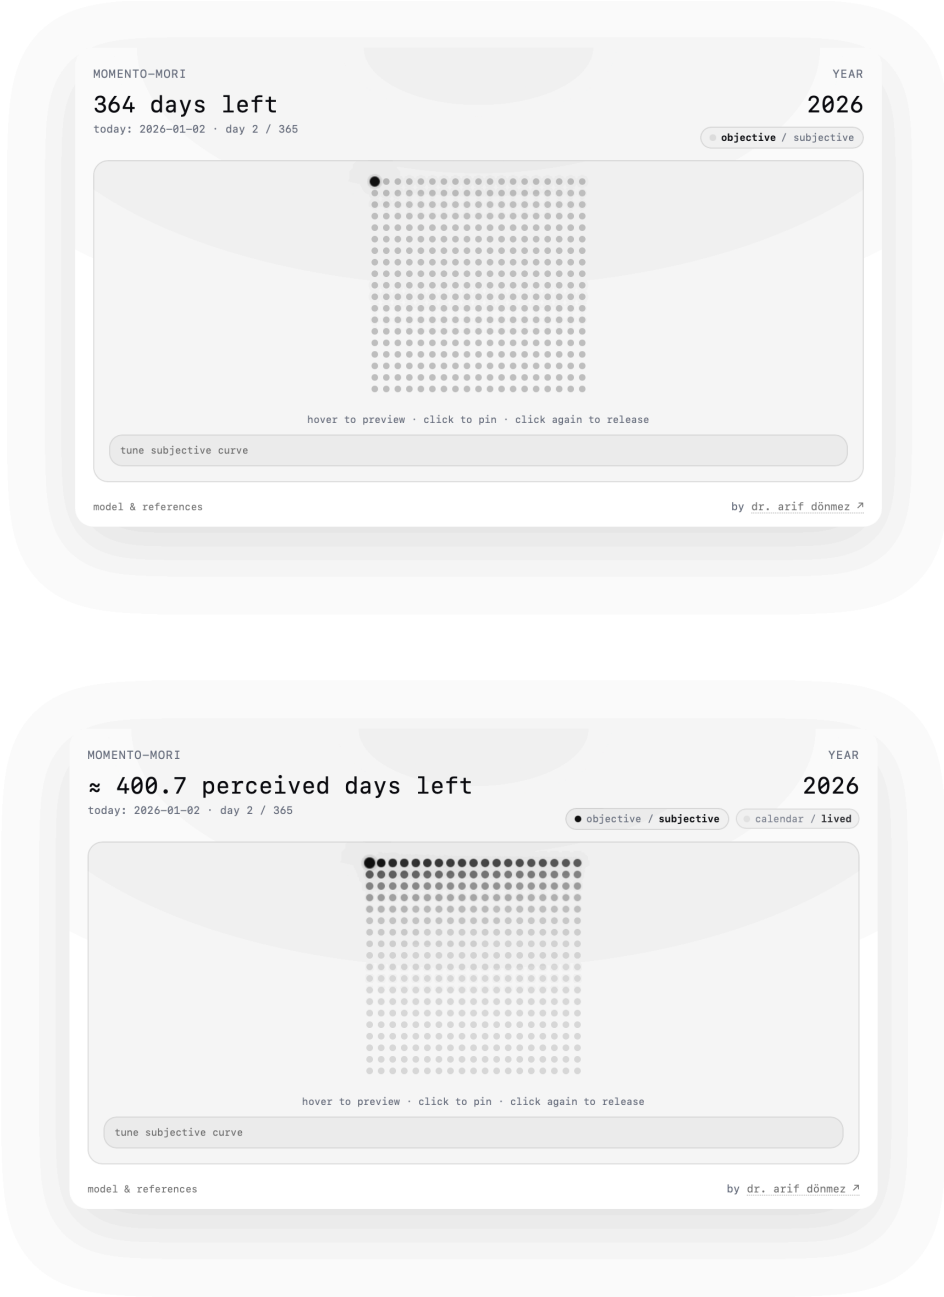 MOMENTO—MORI
YEAR
364 days left
2026
today: 2026—01—02 · day 2 / 365
objective / subjective
hover to preview · click to pin · click again to release
tune subjective curve
model & references
by dr. arif dönmez ↗
MOMENTO—MORI
YEAR
≈ 400.7 perceived days left
2026
today: 2026—01—02 · day 2 / 365
objective / subjective
calendar / lived
hover to preview · click to pin · click again to release
tune subjective curve
model & references
by dr. arif dönmez ↗